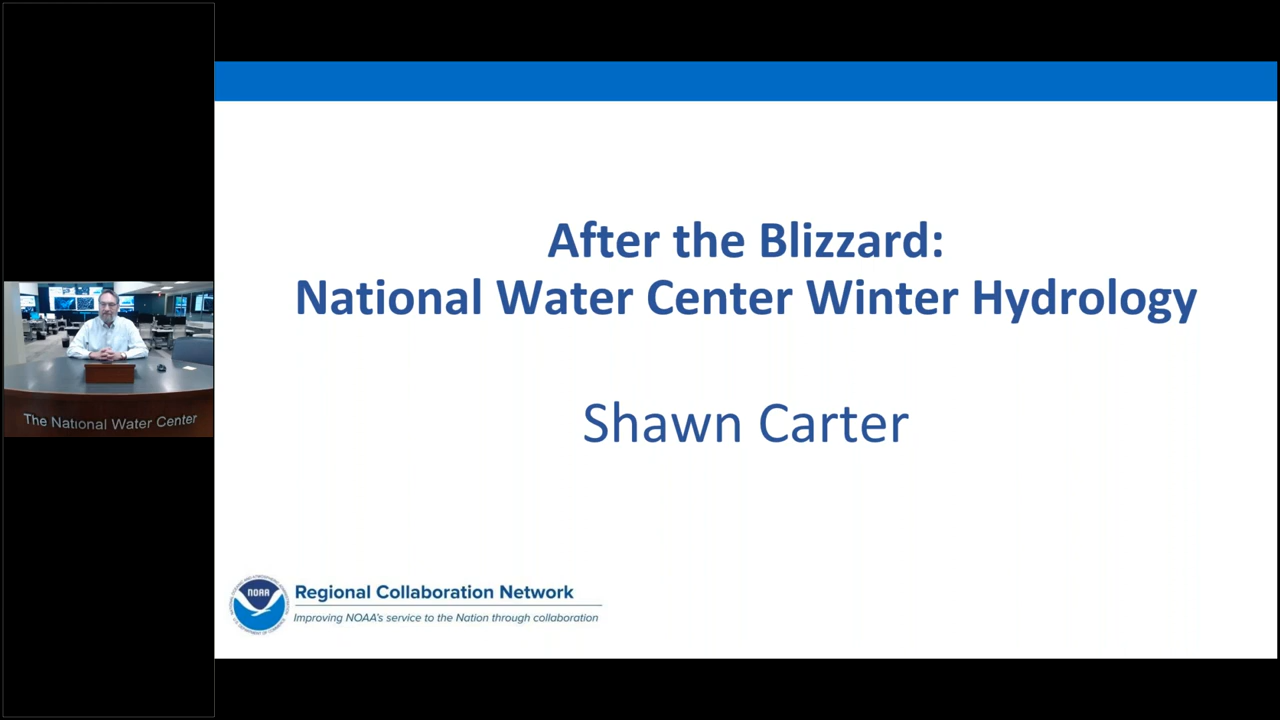 After the Blizzard:
National Water Center Winter Hydrology
Shawn Carter
The National Water Center
NOAA
Regional Collaboration Network
Improving NOAA's service to the Nation through collaboration